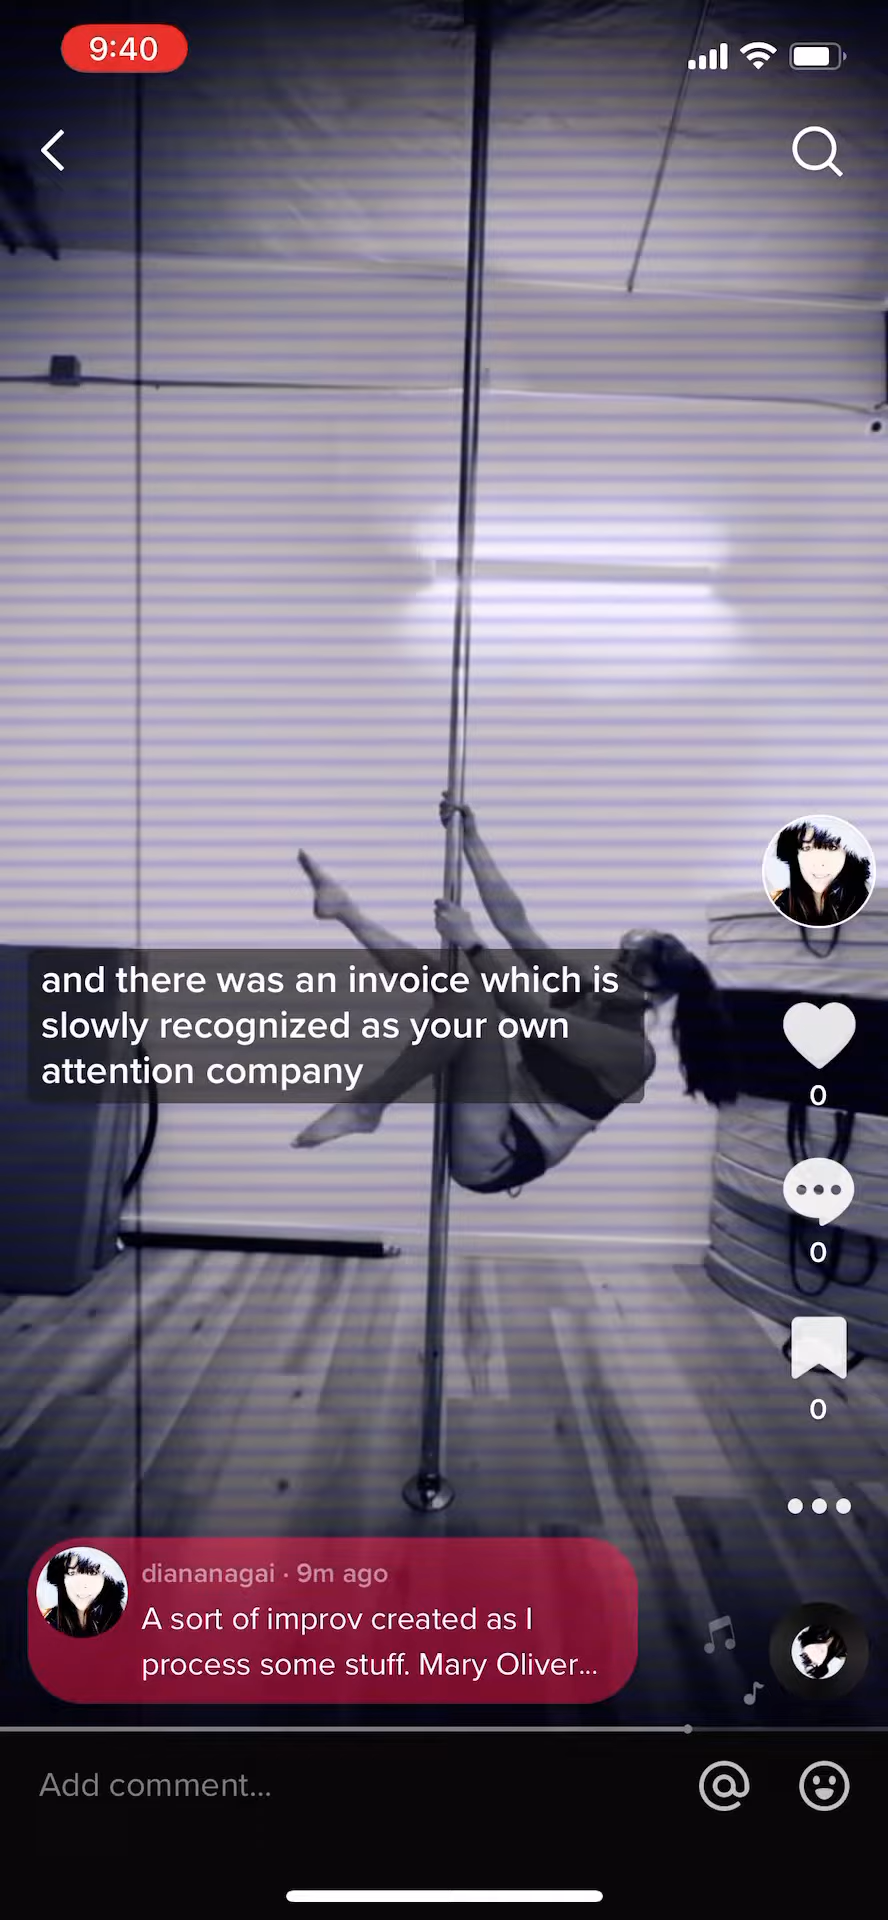 9:40
and there was an invoice which is
slowly recognized as your own
attention company
0
0
0
diananagai · 9m ago
A sort of improv created as I
process some stuff. Mary Oliver...
Add comment...